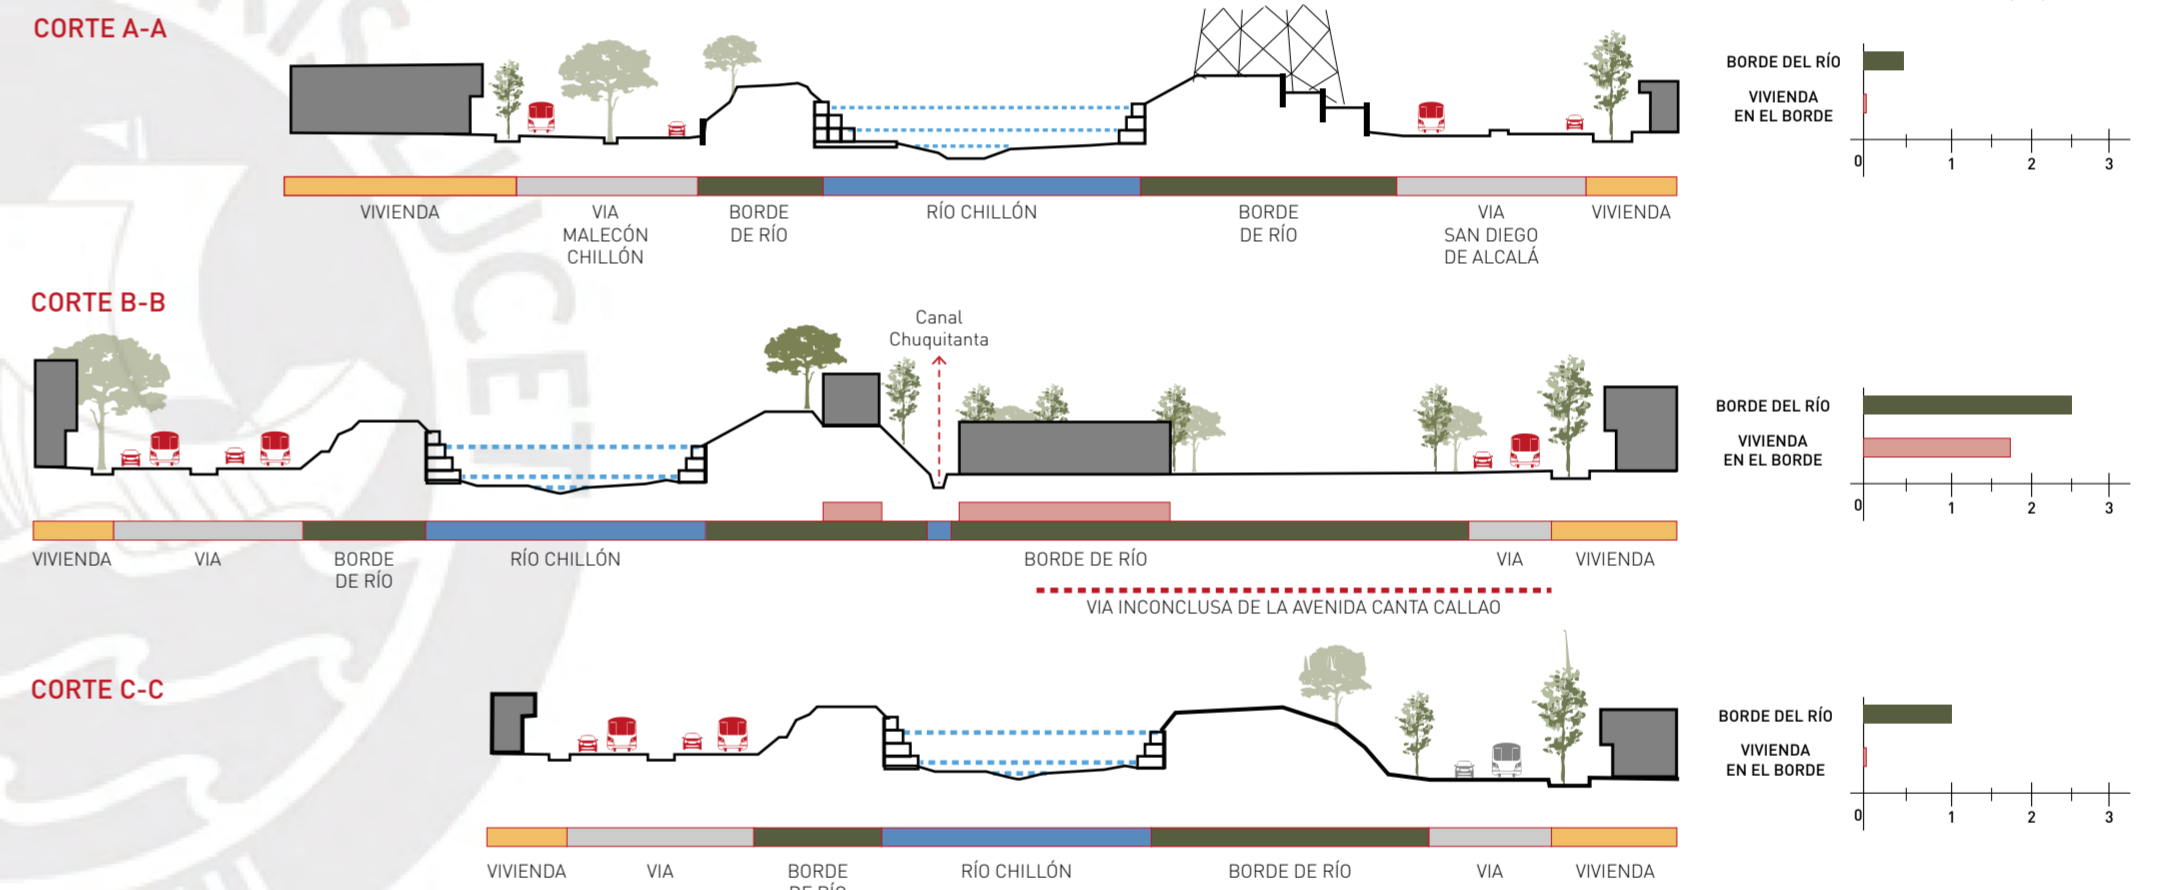 CORTE A-A
BORDE DEL RÍO
VIVIENDA
EN EL BORDE
0 1 2 3
VIVIENDA
VIA
MALECÓN
CHILLÓN
BORDE
DE RÍO
RÍO CHILLÓN
BORDE
DE RÍO
VIA
SAN DIEGO
DE ALCALÁ
VIVIENDA
CORTE B-B
Canal
Chuquitanta
BORDE DEL RÍO
VIVIENDA
EN EL BORDE
0 1 2 3
VIVIENDA
VIA
BORDE
DE RÍO
RÍO CHILLÓN
BORDE DE RÍO
VIA
VIVIENDA
VIA INCONCLUSA DE LA AVENIDA CANTA CALLAO
CORTE C-C
BORDE DEL RÍO
VIVIENDA
EN EL BORDE
0 1 2 3
VIVIENDA
VIA
BORDE
DE RÍO
RÍO CHILLÓN
BORDE DE RÍO
VIA
VIVIENDA